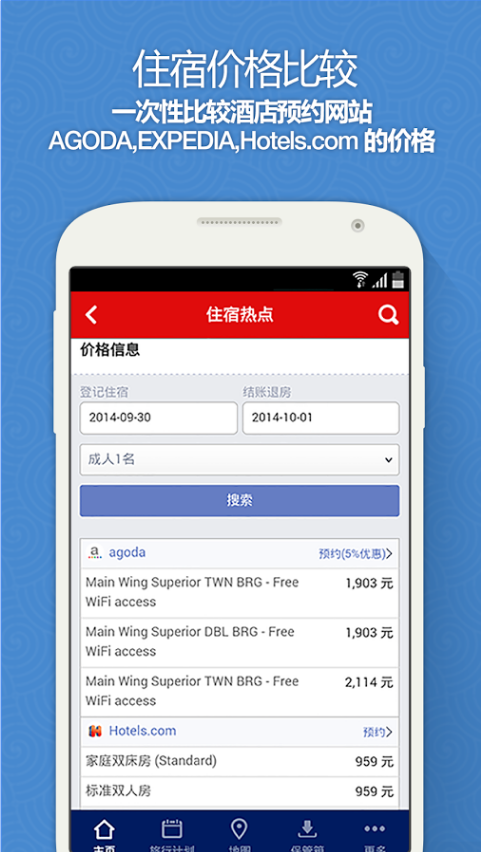 住宿价格比较
一次性比较酒店预约网站
AGODA,EXPEDIA,Hotels.com 的价格
住宿热点
价格信息
登记住宿 结账退房
2014-09-30 2014-10-01
成人1名
搜索
agoda 预约(5%优惠)
Main Wing Superior TWN BRG - Free WiFi access 1,903 元
Main Wing Superior DBL BRG - Free WiFi access 1,903 元
Main Wing Superior TWN BRG - Free WiFi access 2,114 元
Hotels.com 预约
家庭双床房 (Standard) 959 元
标准双人房 959 元
主页 旅行计划 地图 保管箱 更多